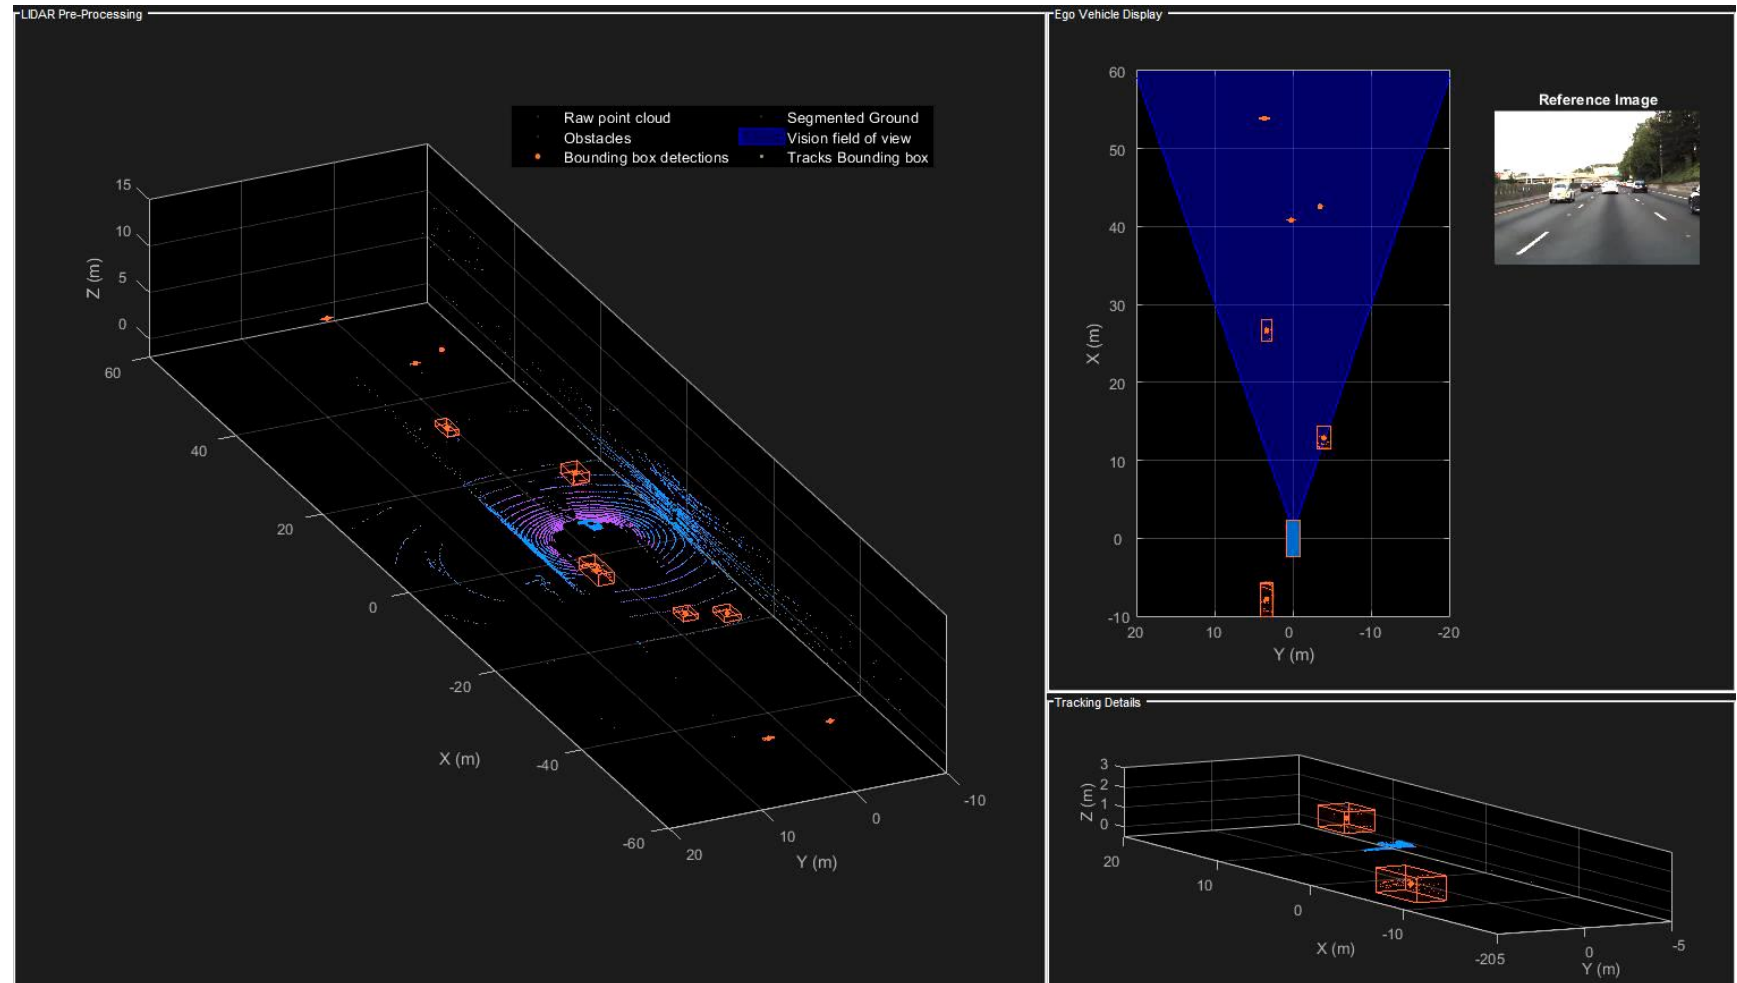 LIDAR Pre-Processing
Raw point cloud
Segmented Ground
Obstacles
Vision field of view
Bounding box detections
Tracks Bounding box
15
10
5
0
Z (m)
60
40
20
0
-20
-40
-60
X (m)
20
10
0
-10
Y (m)
Ego Vehicle Display
60
50
40
30
20
10
0
-10
X (m)
20
10
0
-10
-20
Y (m)
Reference Image
Tracking Details
3
2
1
0
Z (m)
20
10
0
-10
-205
X (m)
0
-5
Y (m)